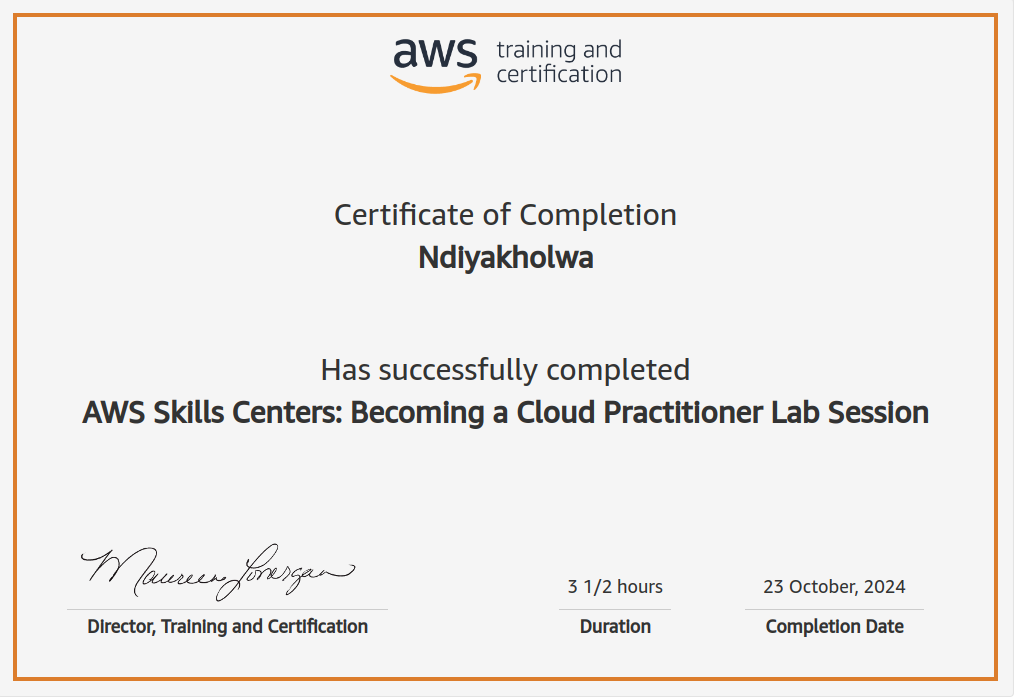 aws training and
certification
Certificate of Completion
Ndiyakholwa
Has successfully completed
AWS Skills Centers: Becoming a Cloud Practitioner Lab Session
Maureen Lonergan
Director, Training and Certification
3 1/2 hours
Duration
23 October, 2024
Completion Date